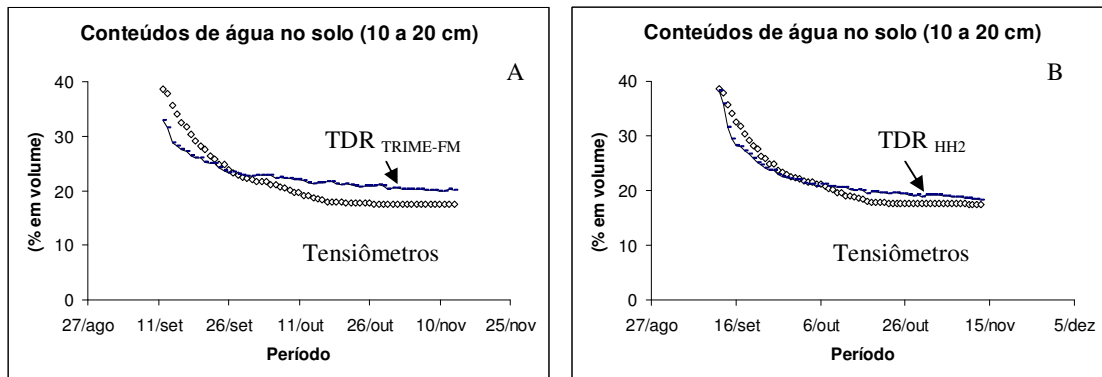 Conteúdos de água no solo (10 a 20 cm)
A
40
30
20
10
0
(% em volume)
TDR TRIME-FM
Tensiômetros
27/ago 11/set 26/set 11/out 26/out 10/nov 25/nov
Período
Conteúdos de água no solo (10 a 20 cm)
B
40
30
20
10
0
(% em volume)
TDR HH2
Tensiômetros
27/ago 16/set 6/out 26/out 15/nov 5/dez
Período